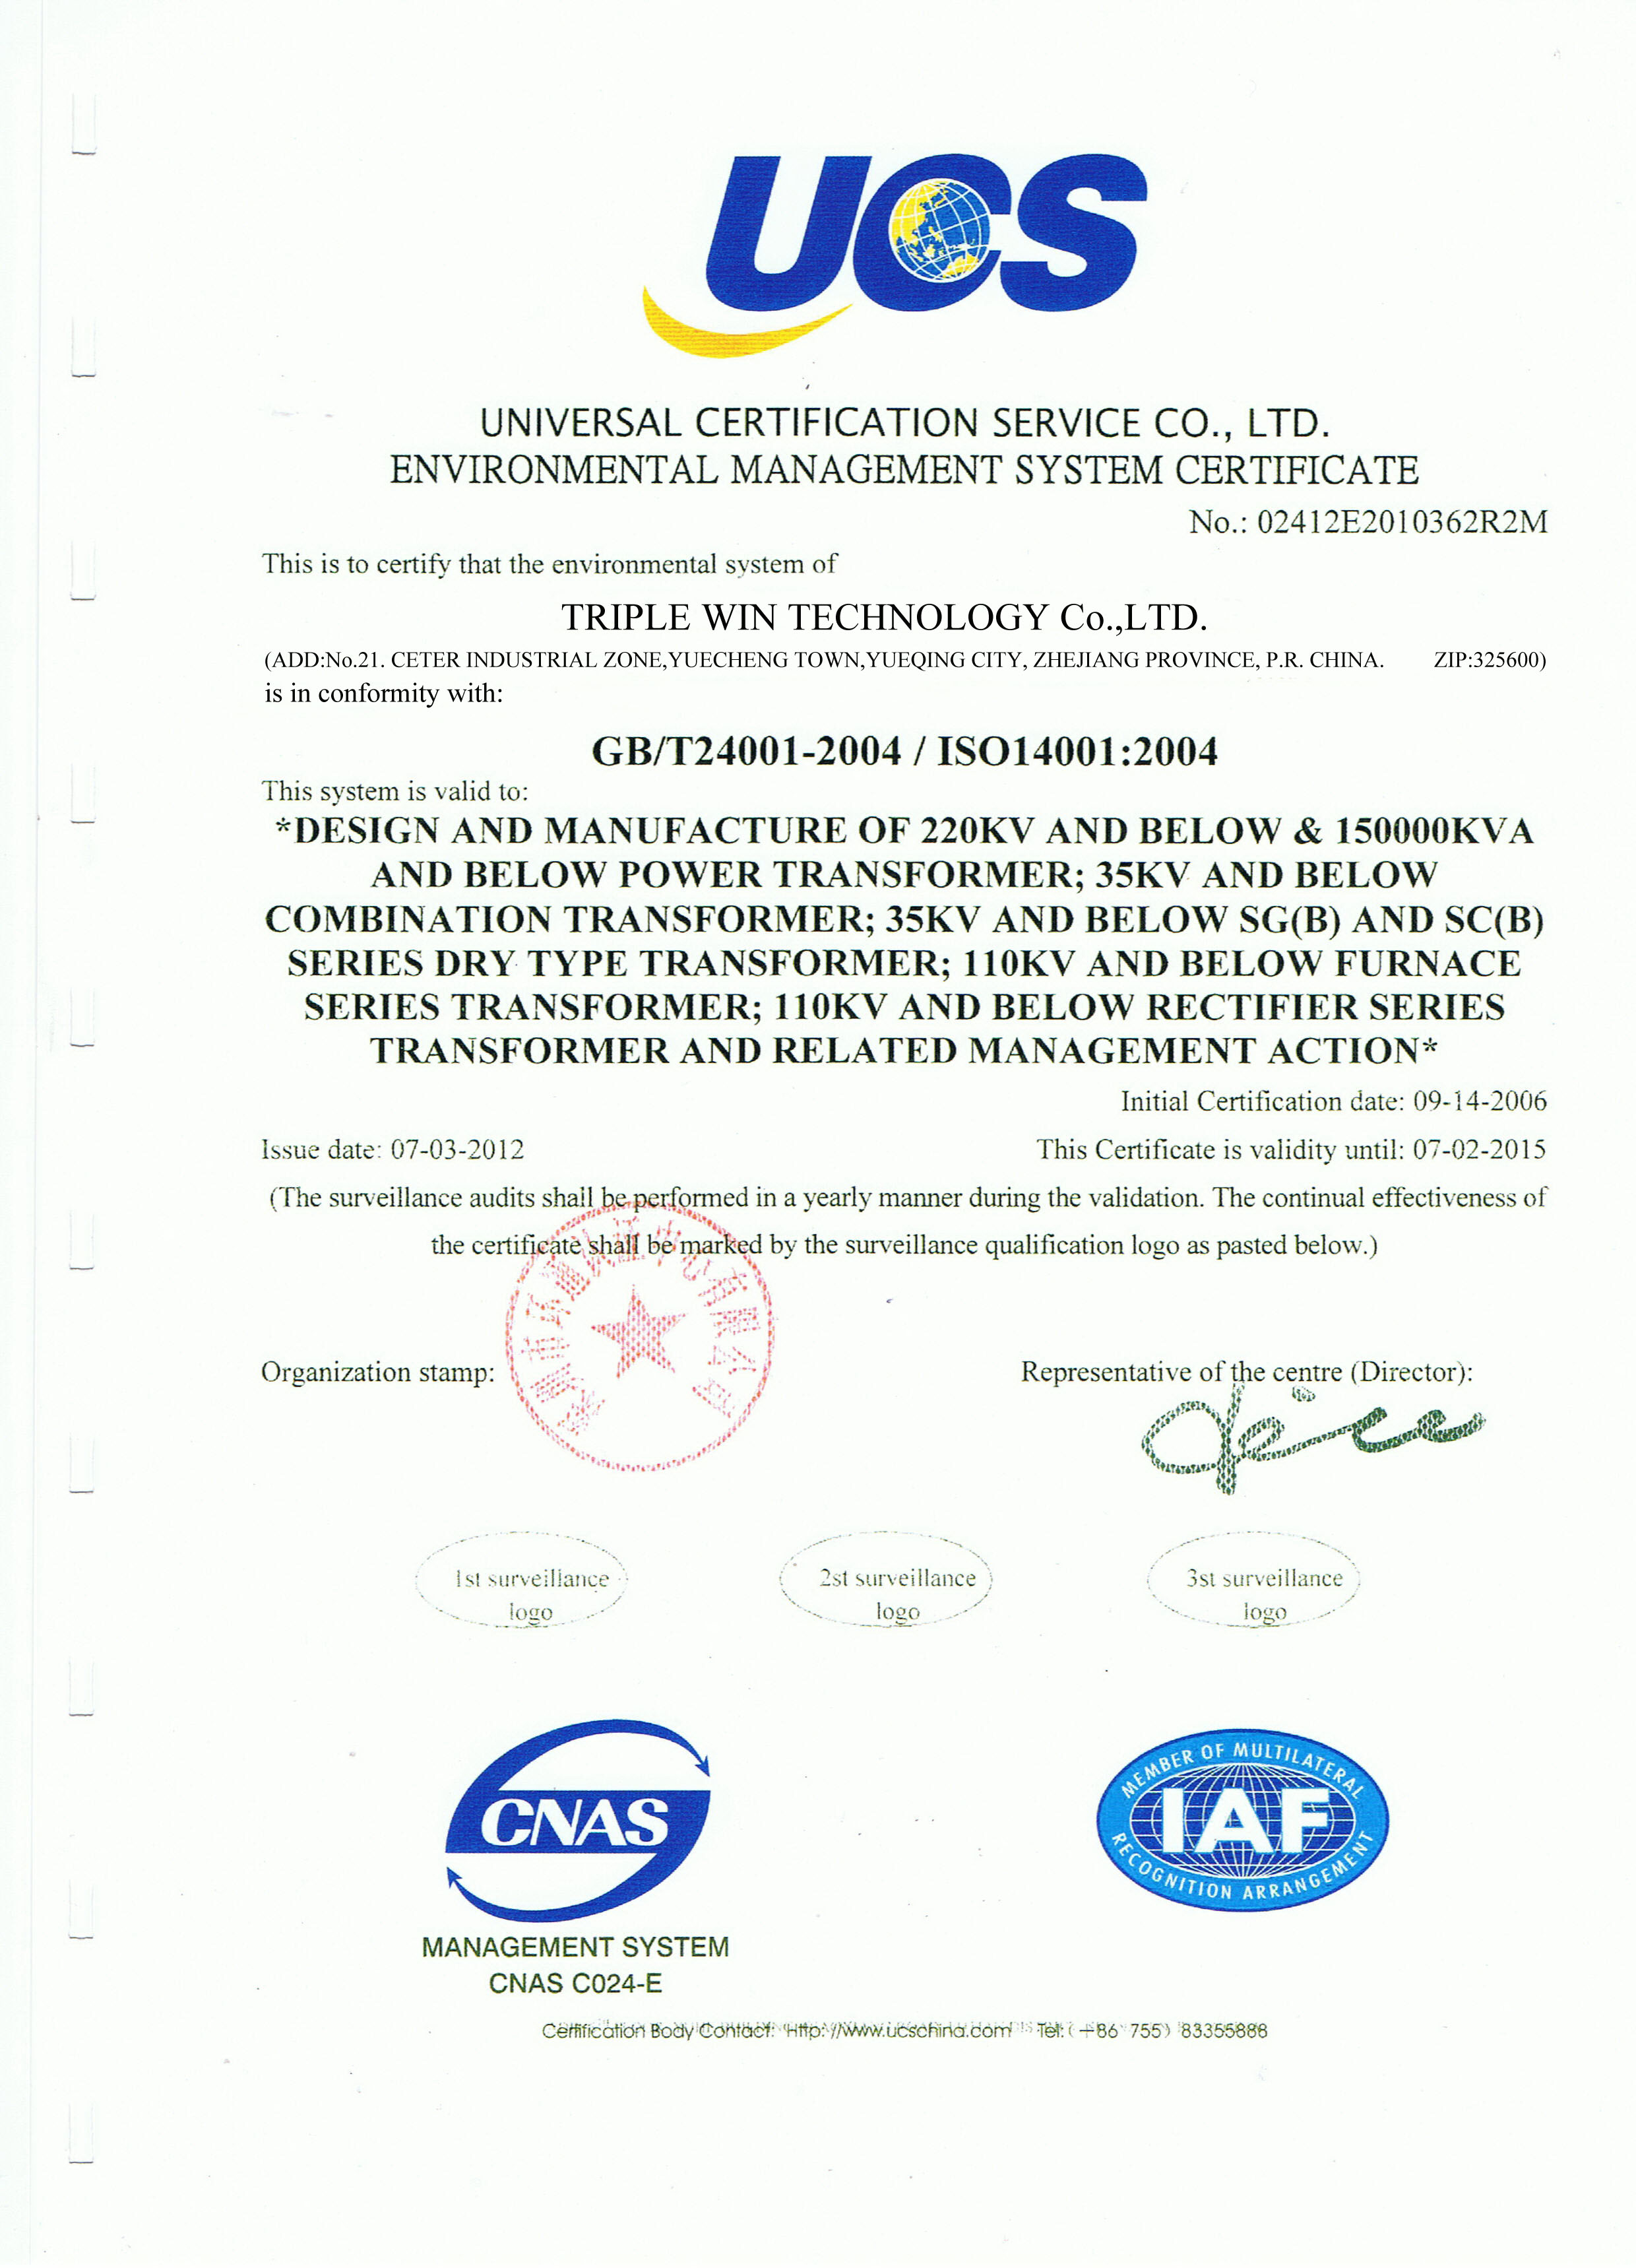 UCS
UNIVERSAL CERTIFICATION SERVICE CO., LTD.
ENVIRONMENTAL MANAGEMENT SYSTEM CERTIFICATE
No.: 02412E2010362R2M
This is to certify that the environmental system of
TRIPLE WIN TECHNOLOGY Co.,LTD.
(ADD:No.21. CETER INDUSTRIAL ZONE,YUECHENG TOWN,YUEQING CITY, ZHEJIANG PROVINCE, P.R. CHINA. ZIP:325600)
is in conformity with:
GB/T24001-2004 / ISO14001:2004
This system is valid to:
*DESIGN AND MANUFACTURE OF 220KV AND BELOW & 150000KVA
AND BELOW POWER TRANSFORMER; 35KV AND BELOW
COMBINATION TRANSFORMER; 35KV AND BELOW SG(B) AND SC(B)
SERIES DRY TYPE TRANSFORMER; 110KV AND BELOW FURNACE
SERIES TRANSFORMER; 110KV AND BELOW RECTIFIER SERIES
TRANSFORMER AND RELATED MANAGEMENT ACTION*
Initial Certification date: 09-14-2006
Issue date: 07-03-2012 This Certificate is validity until: 07-02-2015
(The surveillance audits shall be performed in a yearly manner during the validation. The continual effectiveness of
the certificate shall be marked by the surveillance qualification logo as pasted below.)
Organization stamp: Representative of the centre (Director):
1st surveillance
logo
2st surveillance
logo
3st surveillance
logo
CNAS
MANAGEMENT SYSTEM
CNAS C024-E
MEMBER OF MULTILATERAL
IAF
RECOGNITION ARRANGEMENT
Certification Body Contact: Http://www.ucschina.com Tel:(+86 755) 83355888